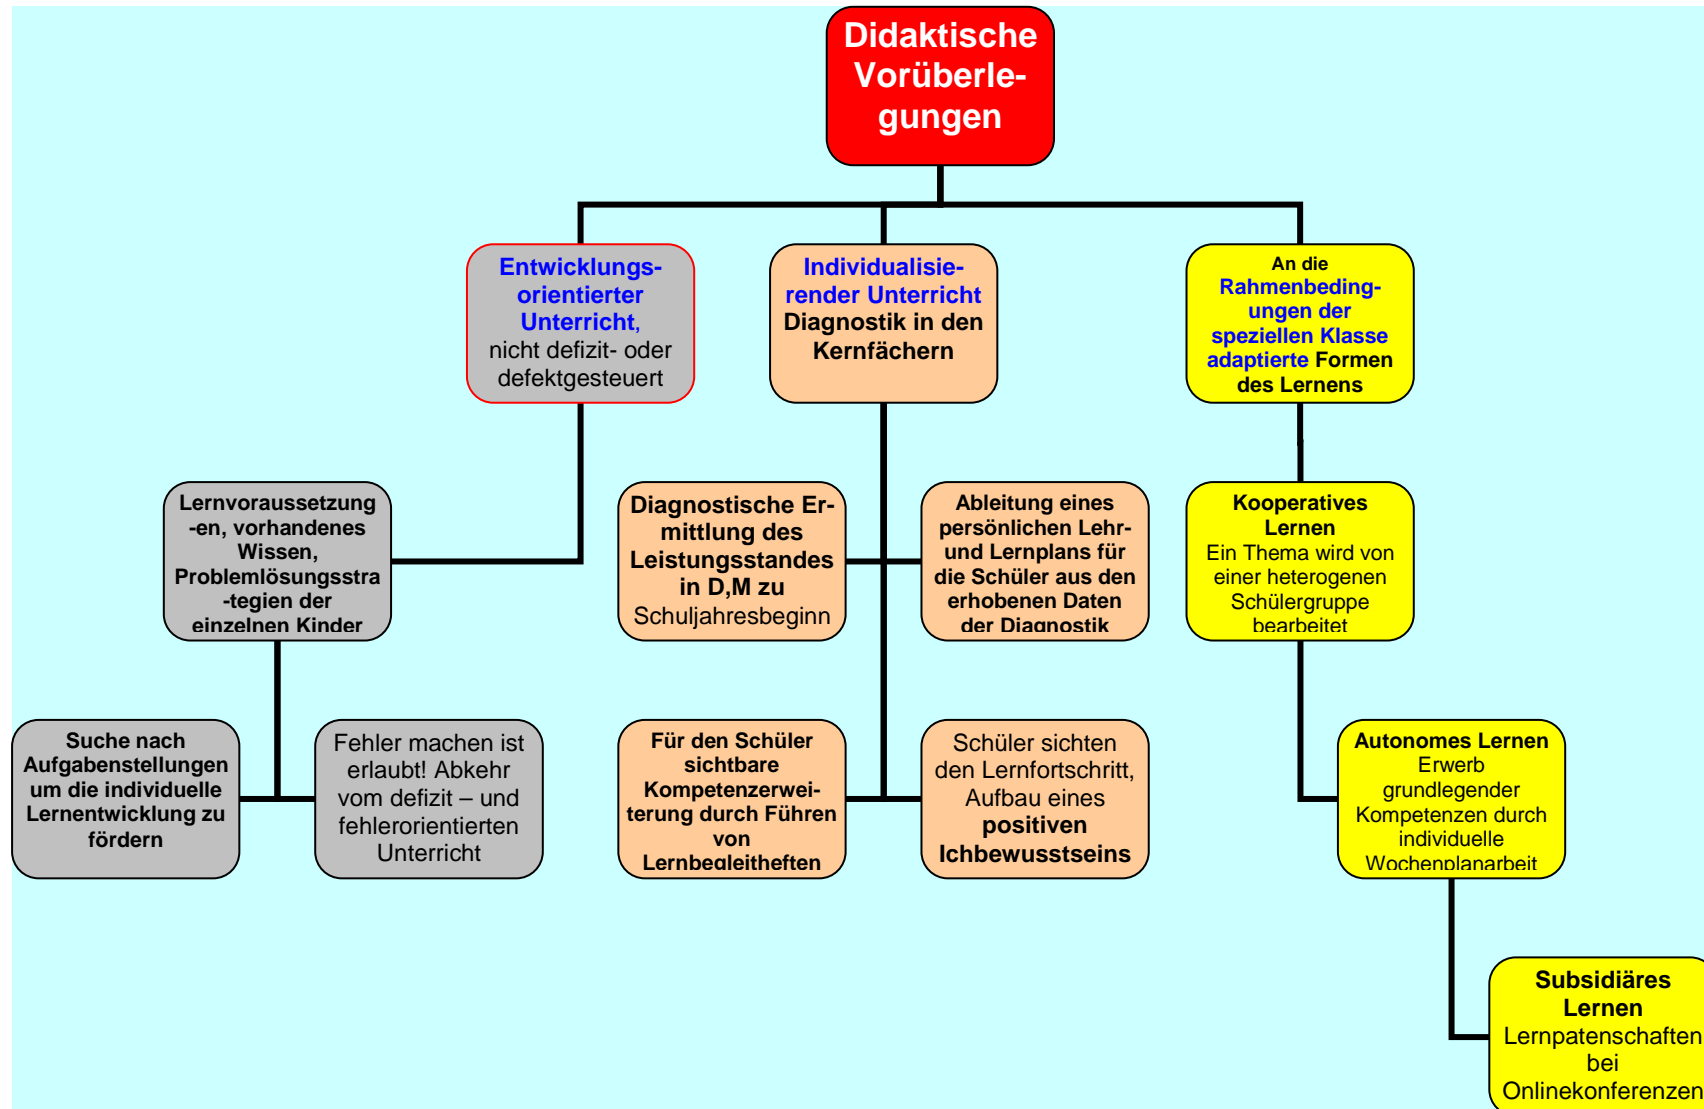 Didaktische
Vorüberle-
gungen
Entwicklungs-
orientierter
Unterricht,
nicht defizit- oder
defektgesteuert
Individualisie-
render Unterricht
Diagnostik in den
Kernfächern
An die
Rahmenbeding-
ungen der
speziellen Klasse
adaptierte Formen
des Lernens
Lernvoraussetzung
-en, vorhandenes
Wissen,
Problemlösungsstra
-tegien der
einzelnen Kinder
Diagnostische Er-
mittlung des
Leistungsstandes
in D,M zu
Schuljahresbeginn
Ableitung eines
persönlichen Lehr-
und Lernplans für
die Schüler aus den
erhobenen Daten
der Diagnostik
Kooperatives
Lernen
Ein Thema wird von
einer heterogenen
Schülergruppe
bearbeitet
Suche nach
Aufgabenstellungen
um die individuelle
Lernentwicklung zu
fördern
Fehler machen ist
erlaubt! Abkehr
vom defizit – und
fehlerorientierten
Unterricht
Für den Schüler
sichtbare
Kompetenzerwei-
terung durch Führen
von
Lernbegleitheften
Schüler sichten
den Lernfortschritt,
Aufbau eines
positiven
Ichbewusstseins
Autonomes Lernen
Erwerb
grundlegender
Kompetenzen durch
individuelle
Wochenplanarbeit
Subsidiäres
Lernen
Lernpatenschaften
bei
Onlinekonferenzen